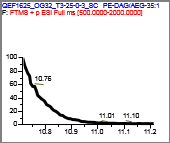 QEF1625_OG32_T3-25-0-3_SC PE-DAG/AEG-35:1
F: FTMS + p ESI Full ms [500.0000-2000.0000]
100
80
60
40
20
0
10.76
11.01 11.10
10.8 10.9 11.0 11.1 11.2